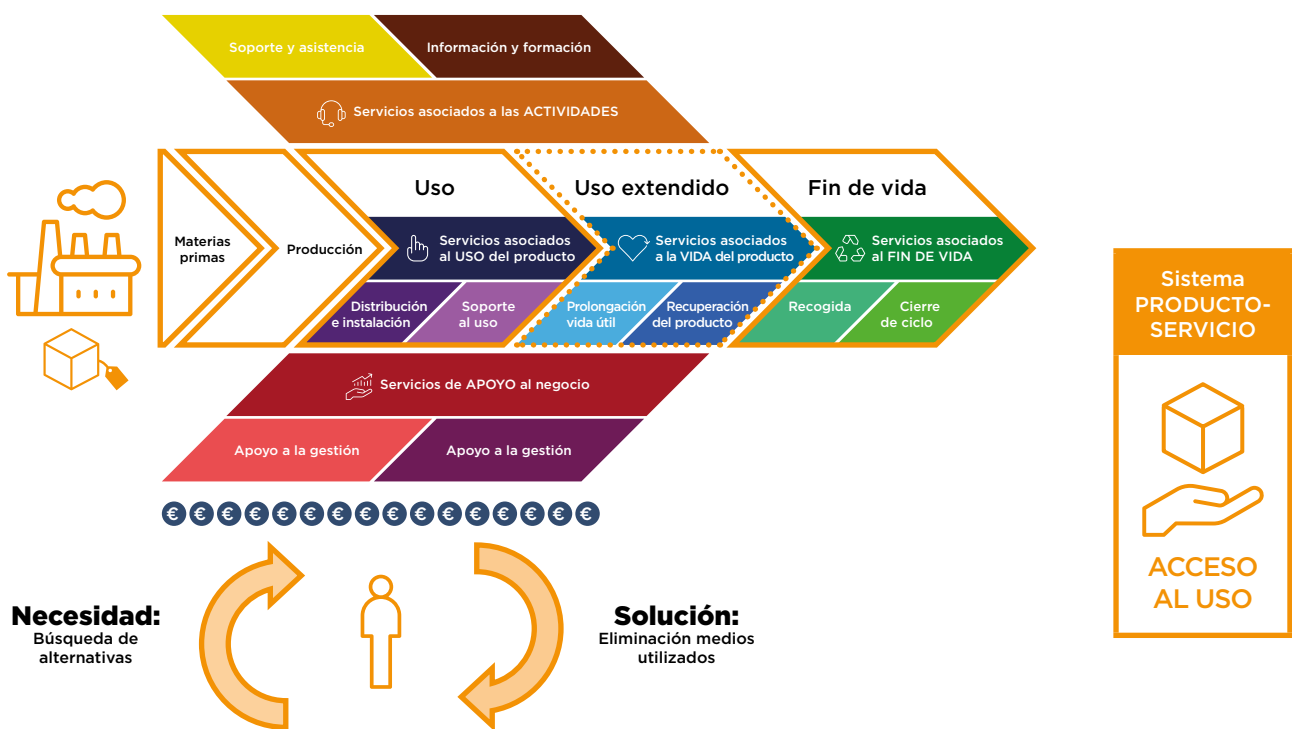 Soporte y asistencia
Información y formación
Servicios asociados a las ACTIVIDADES
Materias
primas
Producción
Uso
Servicios asociados
al USO del producto
Distribución
e instalación
Soporte
al uso
Uso extendido
Servicios asociados
a la VIDA del producto
Prolongación
vida útil
Recuperación
del producto
Fin de vida
Servicios asociados
al FIN DE VIDA
Recogida
Cierre
de ciclo
Servicios de APOYO al negocio
Apoyo a la gestión
Apoyo a la gestión
€ € € € € € € € € € € € € € € €
Necesidad:
Búsqueda de
alternativas
Solución:
Eliminación medios
utilizados
Sistema
PRODUCTO-
SERVICIO
ACCESO
AL USO